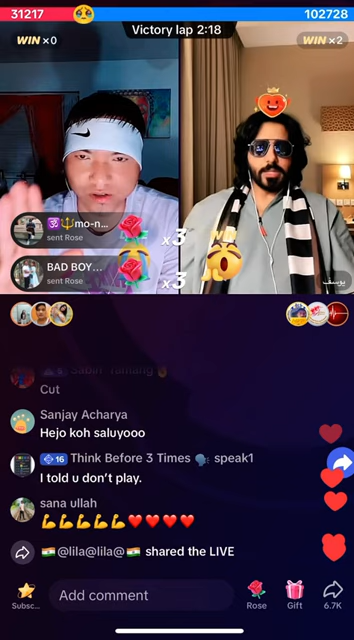 31217
102728
Victory lap 2:18
WIN ×0
WIN ×2
mo-n...
sent Rose
x3
BAD BOY...
sent Rose
x3
يوسف
Cut
Sanjay Acharya
Hejo koh saluyooo
16 Think Before 3 Times 🗣️ speak1
I told u don’t play.
sana ullah
💪💪💪💪💪❤️❤️❤️❤️
🇮🇳@lila@lila@🇮🇳 shared the LIVE
Subsc...
Add comment
Rose
Gift
6.7K